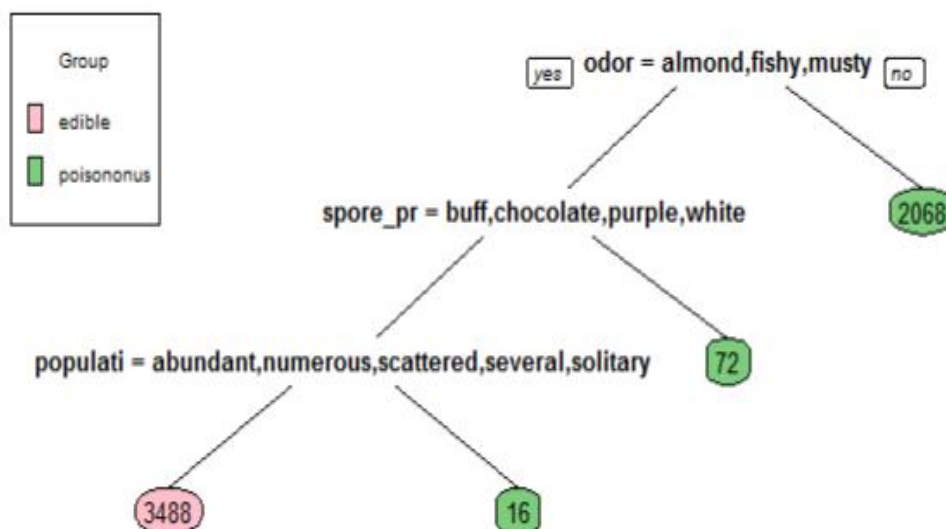 Group
edible
poisononus
yes
odor = almond,fishy,musty
no
spore_pr = buff,chocolate,purple,white
2068
populati = abundant,numerous,scattered,several,solitary
72
3488
16